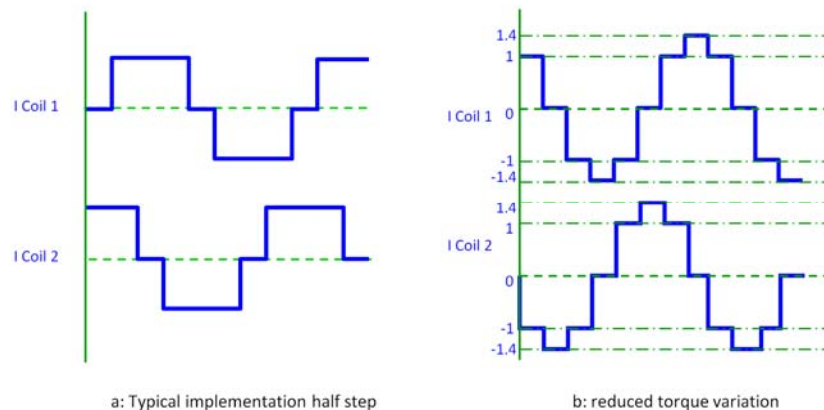 I Coil 1
I Coil 2
a: Typical implementation half step
1.4
1
I Coil 1
0
-1
-1.4
1.4
1
I Coil 2
0
-1
-1.4
b: reduced torque variation